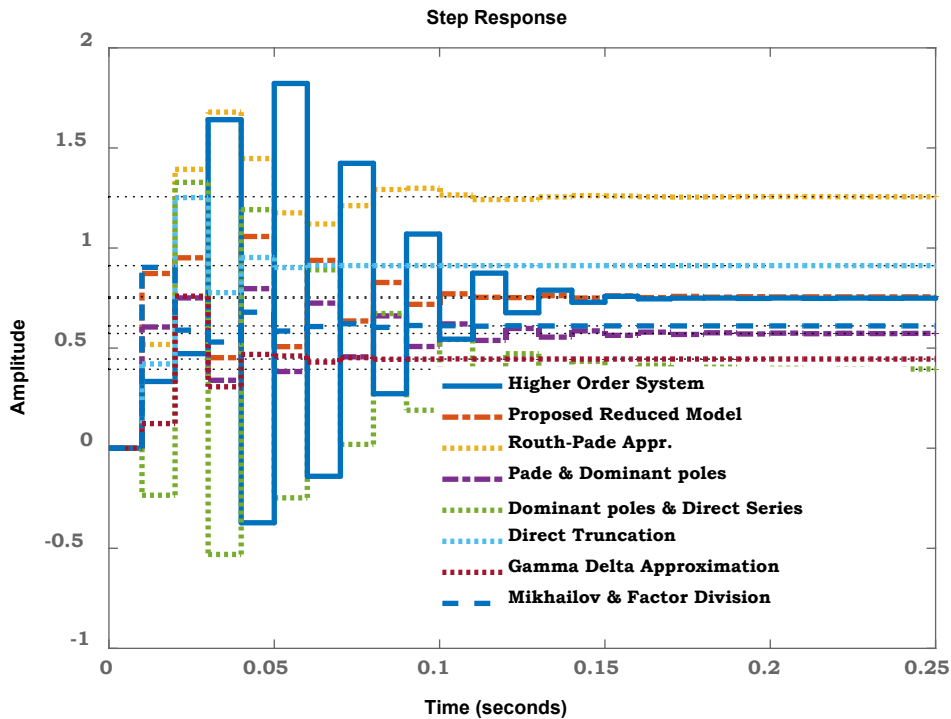 Step Response
2
1.5
1
0.5
0
-0.5
-1
Amplitude
Higher Order System
Proposed Reduced Model
Routh-Pade Appr.
Pade & Dominant poles
Dominant poles & Direct Series
Direct Truncation
Gamma Delta Approximation
Mikhailov & Factor Division
0
0.05
0.1
0.15
0.2
0.25
Time (seconds)